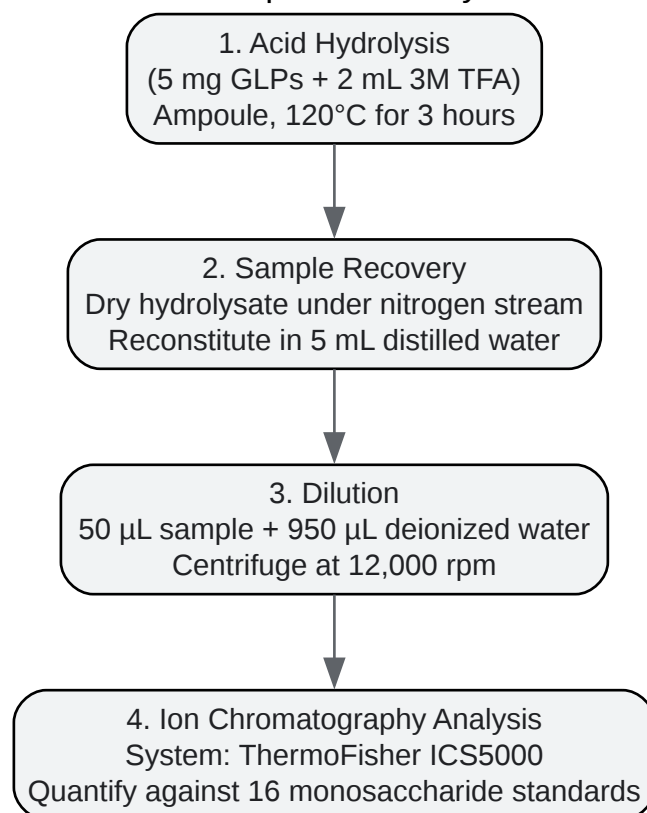 1. Acid Hydrolysis
(5 mg GLPs + 2 mL 3M TFA)
Ampoule, 120°C for 3 hours
2. Sample Recovery
Dry hydrolysate under nitrogen stream
Reconstitute in 5 mL distilled water
3. Dilution
50 µL sample + 950 µL deionized water
Centrifuge at 12,000 rpm
4. Ion Chromatography Analysis
System: ThermoFisher ICS5000
Quantify against 16 monosaccharide standards